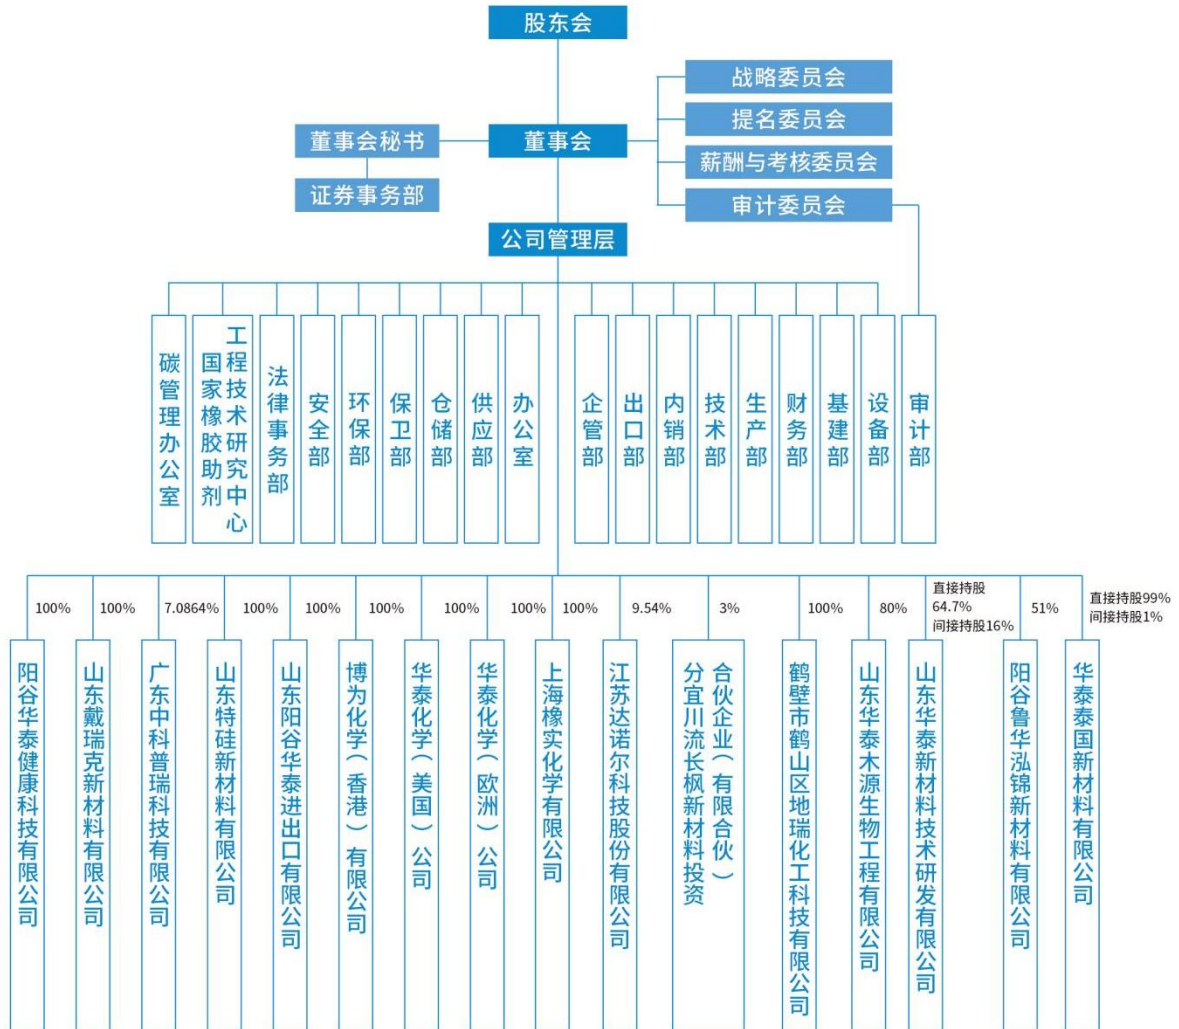 股东会
战略委员会
提名委员会
董事会秘书
董事会
薪酬与考核委员会
证券事务部
审计委员会
公司管理层
碳管理办公室
国家橡胶助剂
工程技术研究中心
法律事务部
安全部
环保部
保卫部
仓储部
供应部
办公室
企管部
出口部
内销部
技术部
生产部
财务部
基建部
设备部
审计部
100%
100%
7.0864%
100%
100%
100%
100%
100%
100%
9.54%
3%
100%
80%
直接持股
64.7%
间接持股16%
51%
直接持股99%
间接持股1%
阳谷华泰健康科技有限公司
山东戴瑞克新材料有限公司
广东中科普瑞科技有限公司
山东特硅新材料有限公司
山东阳谷华泰进出口有限公司
博为化学（香港）有限公司
华泰化学（美国）公司
华泰化学（欧洲）公司
上海橡实化学有限公司
江苏达诺尔科技股份有限公司
分宜川流长枫新材料投资
合伙企业（有限合伙）
鹤壁市鹤山区地瑞化工科技有限公司
山东华泰木源生物工程有限公司
山东华泰新材料技术研发有限公司
阳谷鲁华泓锦新材料有限公司
华泰泰国新材料有限公司